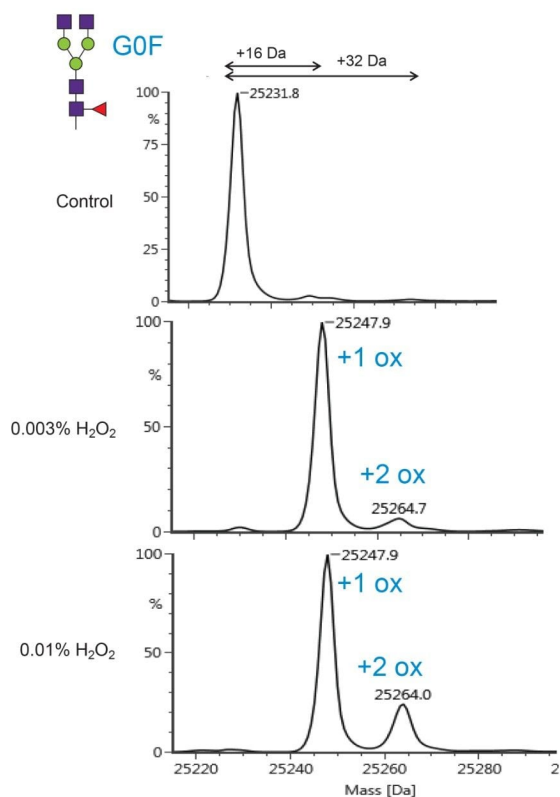 G0F
+16 Da
+32 Da
100
%
25231.8
75
Control
50
25
0
100
25247.9
+1 ox
%
0.003% H₂O₂
50
+2 ox
25264.7
0
100
25247.9
+1 ox
%
50
+2 ox
0.01% H₂O₂
25264.0
0
25220 25240 25260 25280 2
Mass [Da]